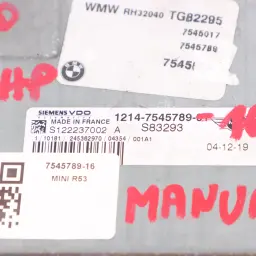 WMW RH32040 TG82295
7545017
7545789
7545
HP
SIEMENS VDO
MADE IN FRANCE
1214-7545789-
S122237002 A S83293
04-12-19
7545789-16
MINI R53
MANU